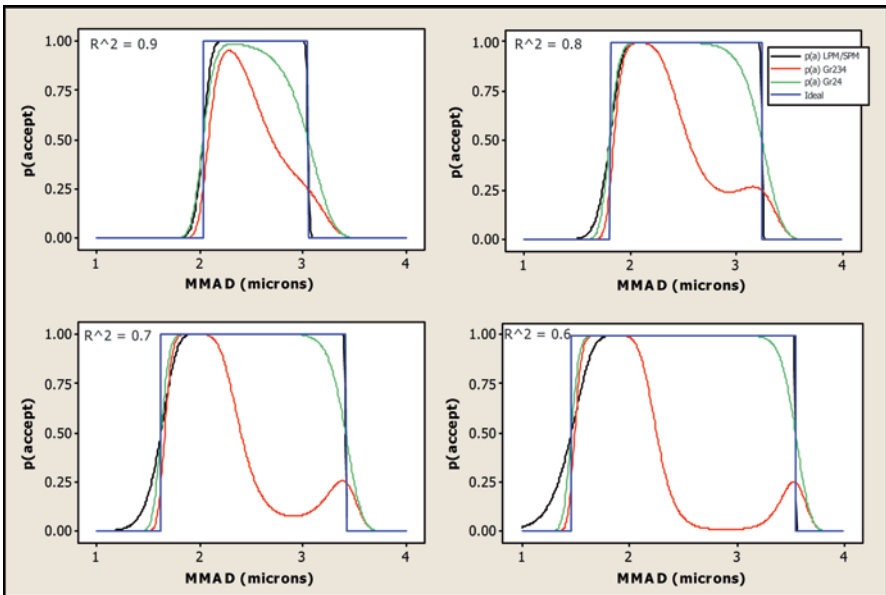 R^2 = 0.9
1.00
0.75
0.50
0.25
0.00
p(accept)
1 2 3 4
MMAD (microns)
R^2 = 0.8
p(a) LPM/SPM
p(a) Gr234
p(a) Gr24
Ideal
1.00
0.75
0.50
0.25
0.00
p(accept)
1 2 3 4
MMAD (microns)
R^2 = 0.7
1.00
0.75
0.50
0.25
0.00
p(accept)
1 2 3 4
MMAD (microns)
R^2 = 0.6
1.00
0.75
0.50
0.25
0.00
p(accept)
1 2 3 4
MMAD (microns)